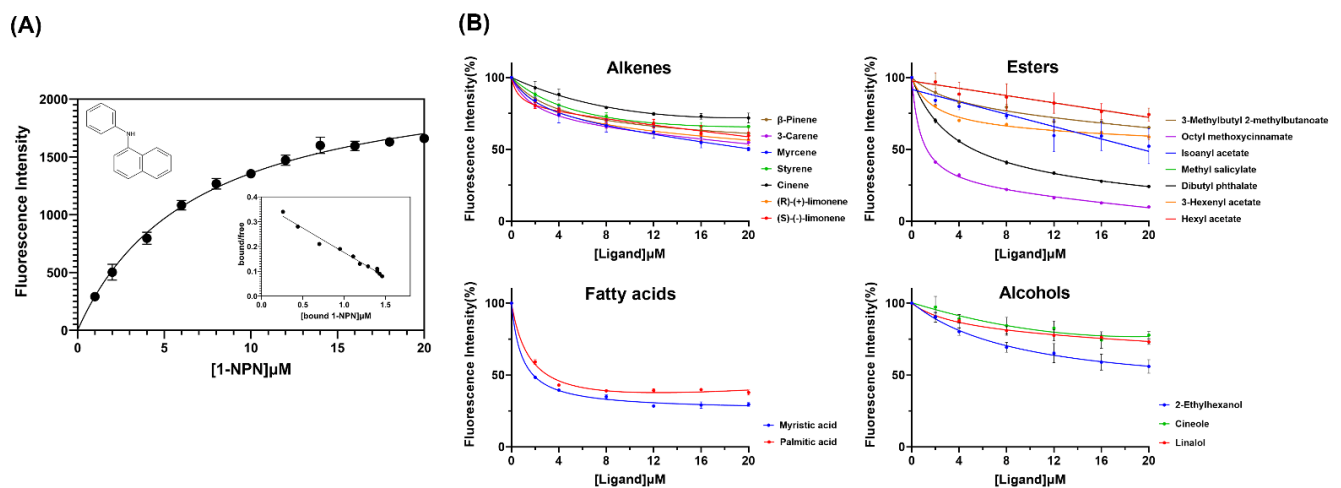 (A)
Fluorescence Intensity
2000
1500
1000
500
0
0
5
10
15
20
[1-NPN]µM
NH
bound/free
0.4
0.3
0.2
0.1
0.0
0.0
0.5
1.0
1.5
[bound 1-NPN]µM
(B)
Alkenes
Fluorescence Intensity(%)
100
50
0
0
4
8
12
16
20
[Ligand]µM
β-Pinene
3-Carene
Myrcene
Styrene
Cinene
(R)-(+)-limonene
(S)-(-)-limonene
Esters
Fluorescence Intensity(%)
100
50
0
0
4
8
12
16
20
[Ligand]µM
3-Methylbutyl 2-methylbutanoate
Octyl methoxycinnamate
Isoanyl acetate
Methyl salicylate
Dibutyl phthalate
3-Hexenyl acetate
Hexyl acetate
Fatty acids
Fluorescence Intensity(%)
100
50
0
0
4
8
12
16
20
[Ligand]µM
Myristic acid
Palmitic acid
Alcohols
Fluorescence Intensity(%)
100
50
0
0
4
8
12
16
20
[Ligand]µM
2-Ethylhexanol
Cineole
Linalol